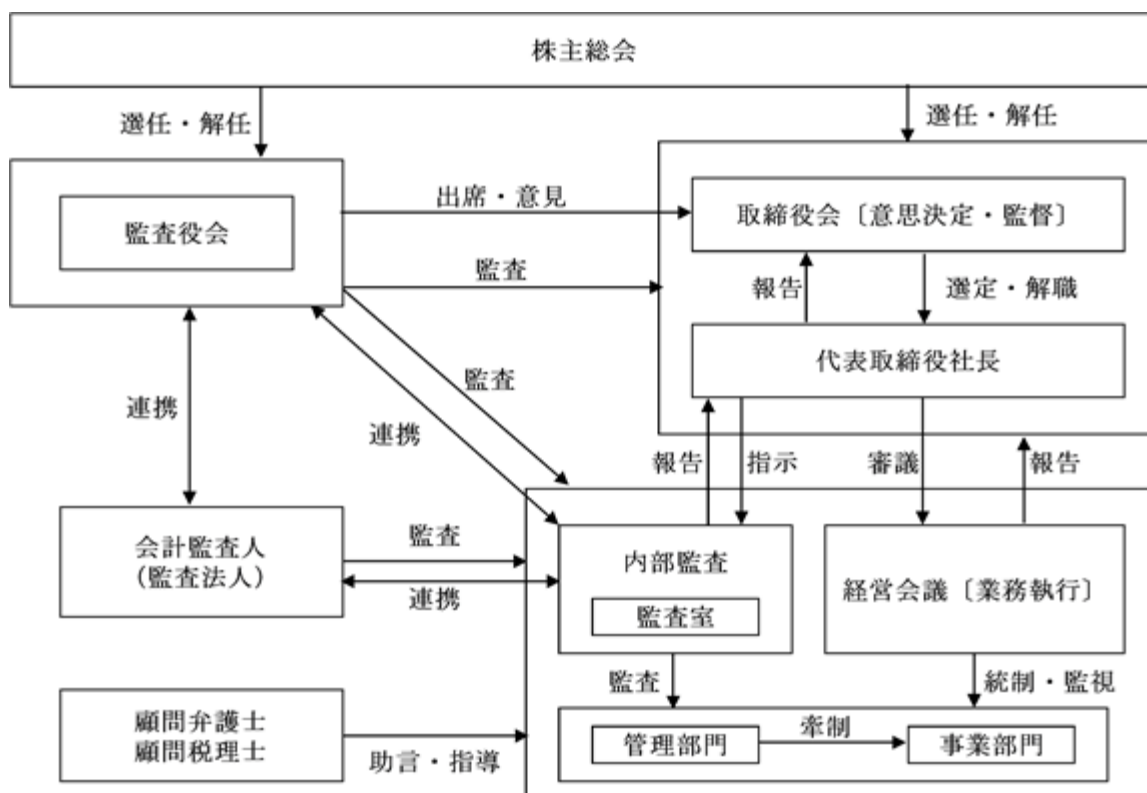 株主総会
選任・解任
選任・解任
監査役会
出席・意見
取締役会〔意思決定・監督〕
監査
報告
選定・解職
代表取締役社長
監査
連携
連携
報告
指示
審議
報告
会計監査人
(監査法人)
監査
連携
内部監査
監査室
経営会議〔業務執行〕
監査
統制・監視
顧問弁護士
顧問税理士
助言・指導
管理部門
牽制
事業部門